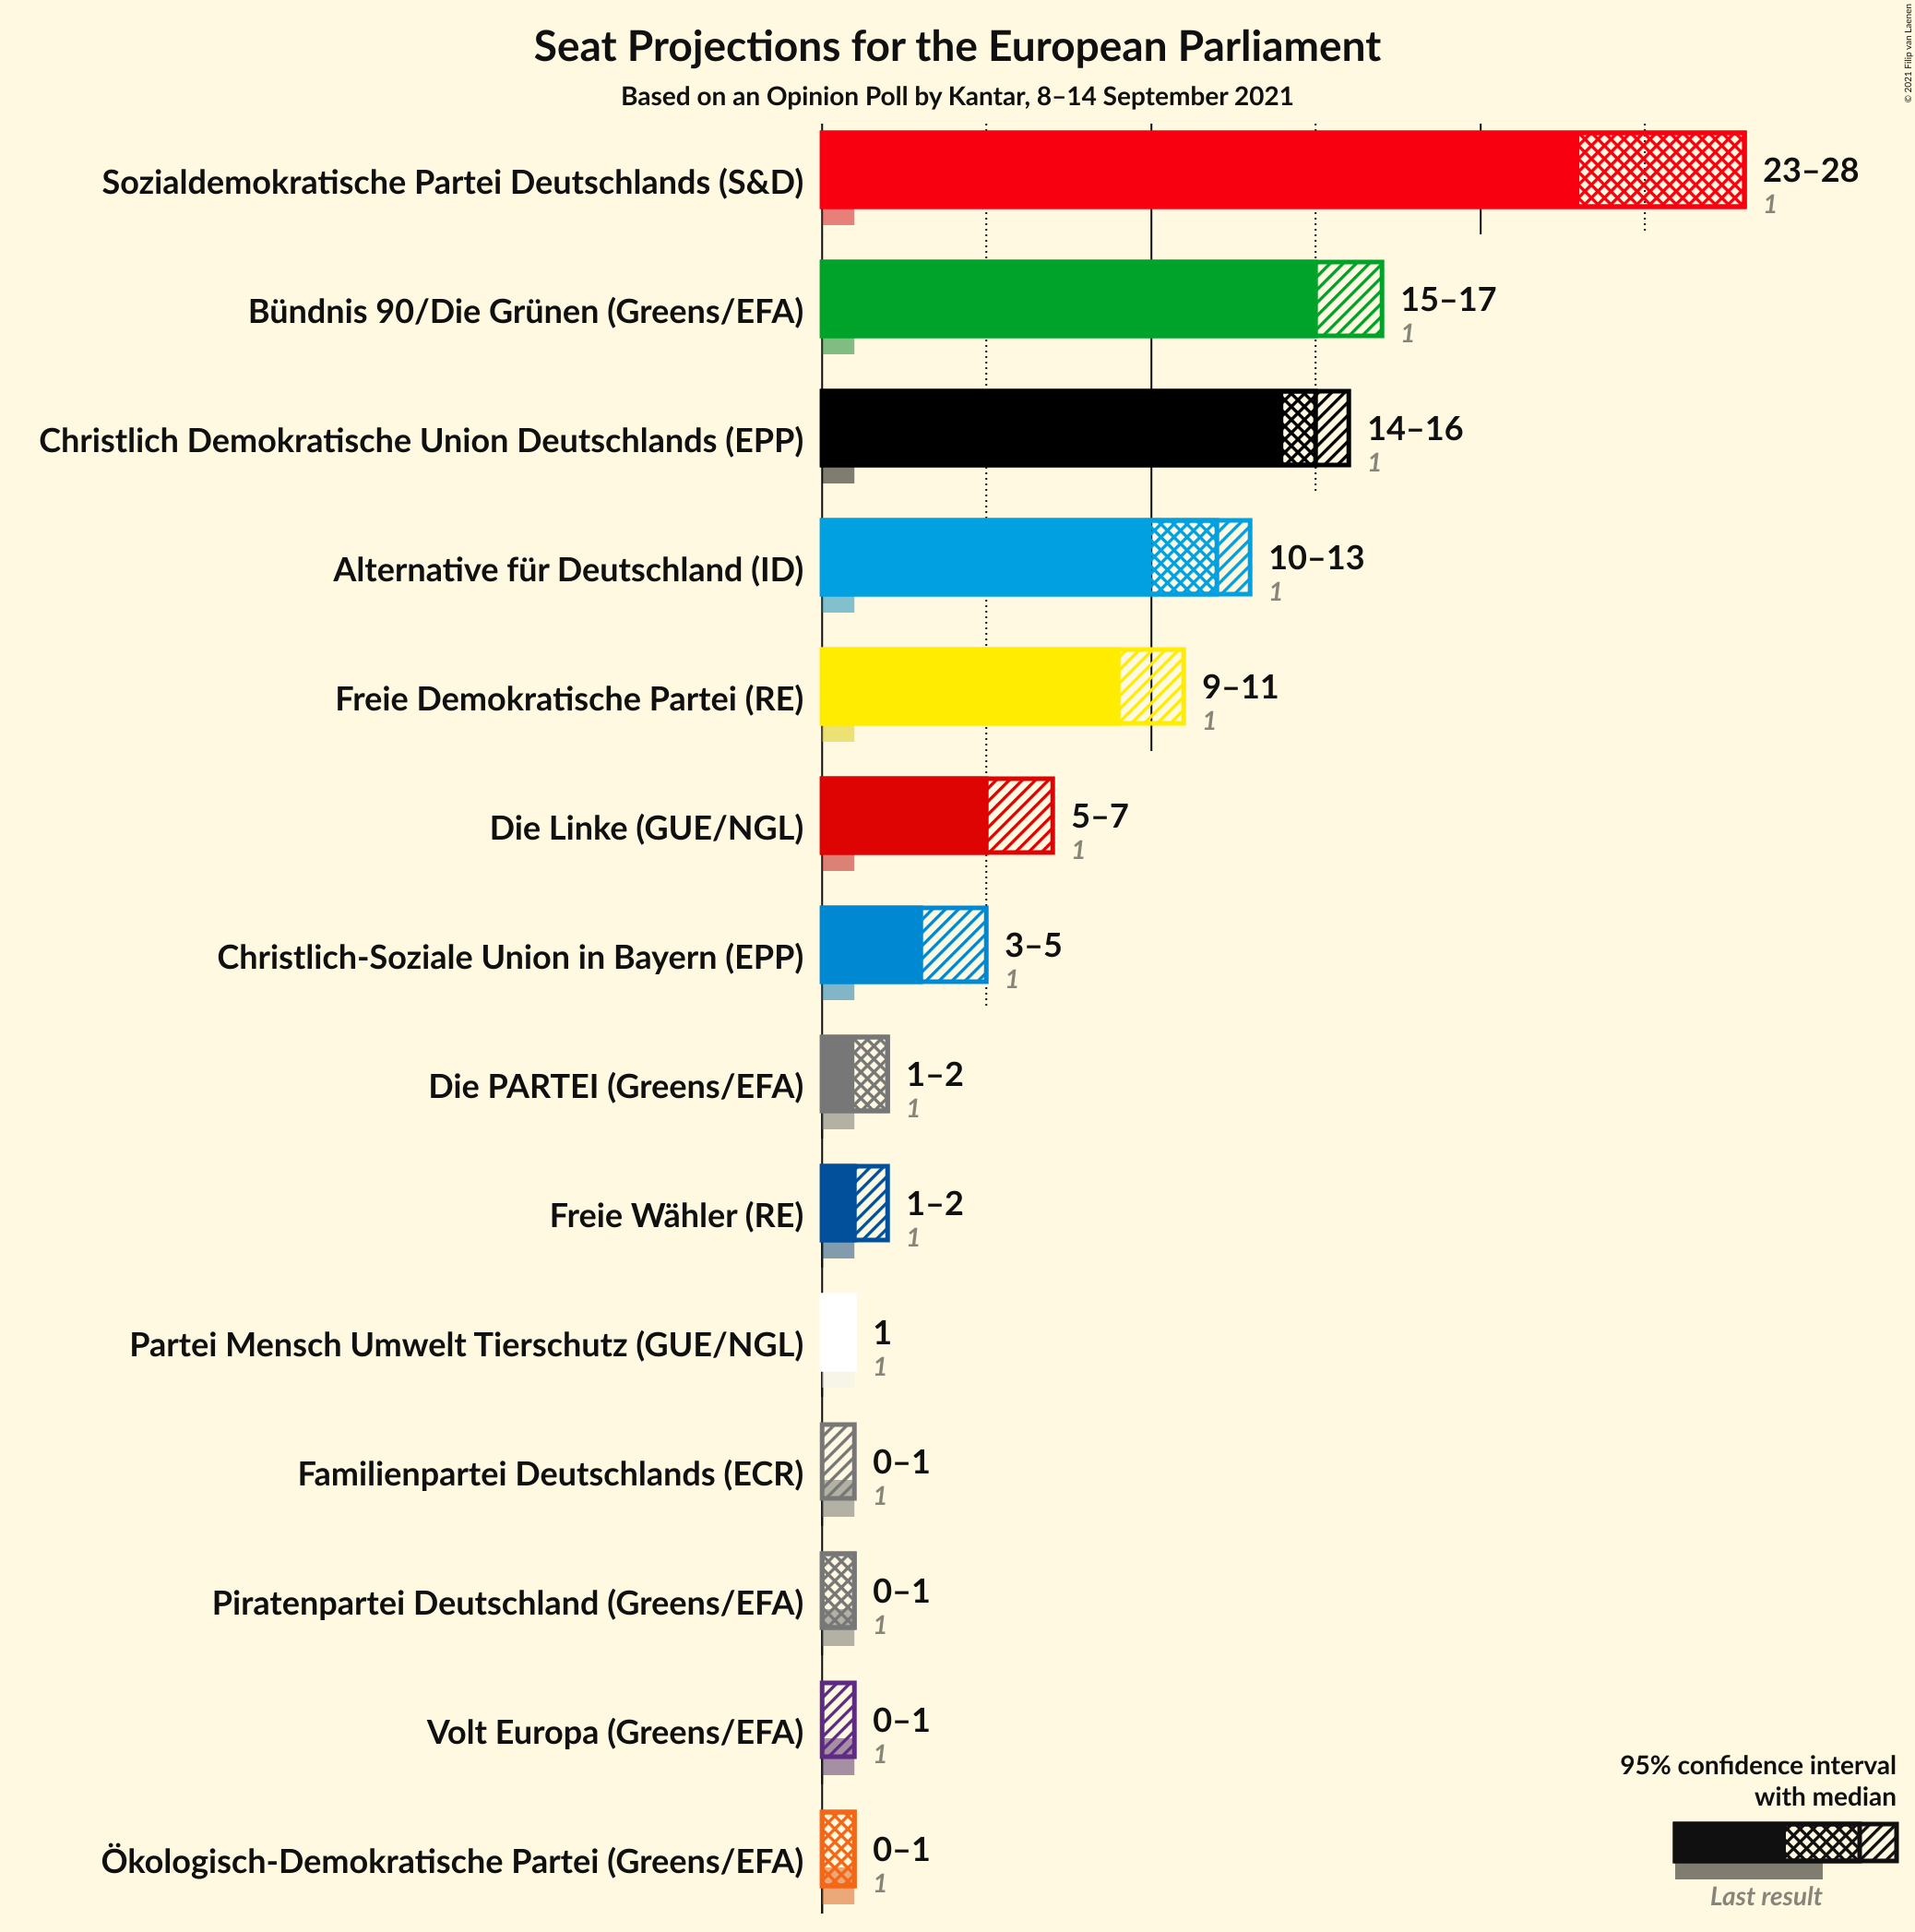 Seat Projections for the European Parliament
Based on an Opinion Poll by Kantar, 8–14 September 2021
© 2021 Filip van Laenen
Sozialdemokratische Partei Deutschlands (S&D)
23–28
1
Bündnis 90/Die Grünen (Greens/EFA)
15–17
1
Christlich Demokratische Union Deutschlands (EPP)
14–16
1
Alternative für Deutschland (ID)
10–13
1
Freie Demokratische Partei (RE)
9–11
1
Die Linke (GUE/NGL)
5–7
1
Christlich-Soziale Union in Bayern (EPP)
3–5
1
Die PARTEI (Greens/EFA)
1–2
1
Freie Wähler (RE)
1–2
1
Partei Mensch Umwelt Tierschutz (GUE/NGL)
1
1
Familienpartei Deutschlands (ECR)
0–1
1
Piratenpartei Deutschland (Greens/EFA)
0–1
1
Volt Europa (Greens/EFA)
0–1
1
Ökologisch-Demokratische Partei (Greens/EFA)
0–1
1
95% confidence interval
with median
Last result